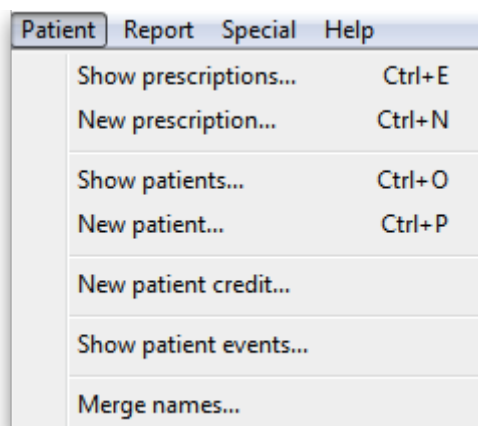 Patient Report Special Help
Show prescriptions... Ctrl+E
New prescription... Ctrl+N
Show patients... Ctrl+O
New patient... Ctrl+P
New patient credit...
Show patient events...
Merge names...